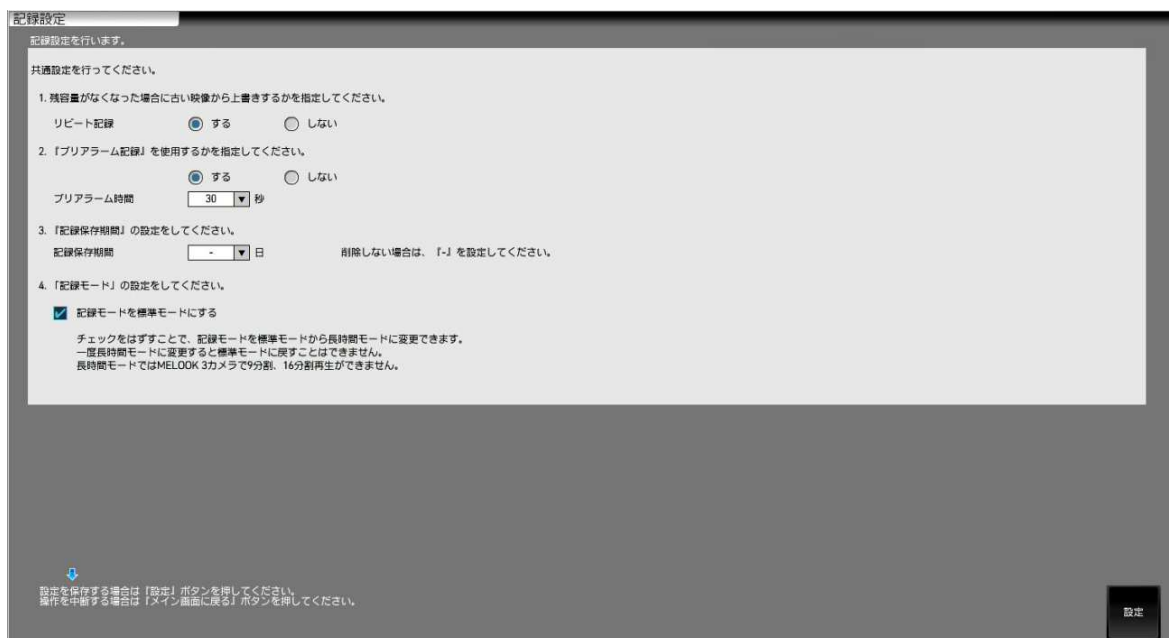 記録設定
記録設定を行います。
共通設定を行ってください。
1. 残容量がなくなった場合に古い映像から上書きするかを指定してください。
リピート記録 する しない
2. 『プリアラーム記録』を使用するかを指定してください。
する しない
プリアラーム時間 30 秒
3. 『記録保存期間』の設定をしてください。
記録保存期間 - 日 削除しない場合は、『-』を設定してください。
4. 「記録モード」の設定をしてください。
記録モードを標準モードにする
チェックをはずすことで、記録モードを標準モードから長時間モードに変更できます。
一度長時間モードに変更すると標準モードに戻すことはできません。
長時間モードではMELOOK 3カメラで9分割、16分割再生ができません。
設定を保存する場合は『設定』ボタンを押してください。
操作を中断する場合は『メイン画面に戻る』ボタンを押してください。
設定